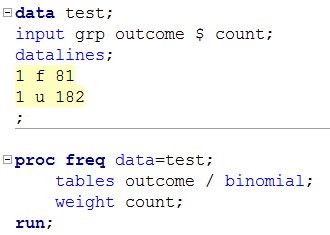 data test;
input grp outcome $ count;
datalines;
1 f 81
1 u 182
;
proc freq data=test;
tables outcome / binomial;
weight count;
run;